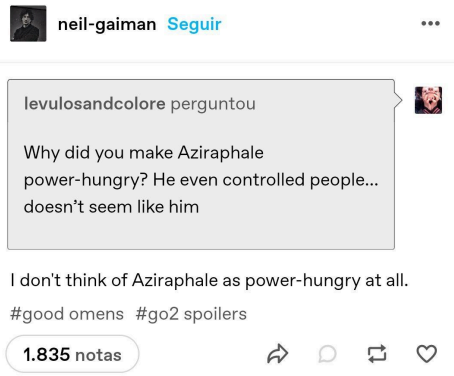 neil-gaiman Seguir
levulosandcolore perguntou
Why did you make Aziraphale
power-hungry? He even controlled people...
doesn't seem like him
I don't think of Aziraphale as power-hungry at all.
#good omens #go2 spoilers
1.835 notas